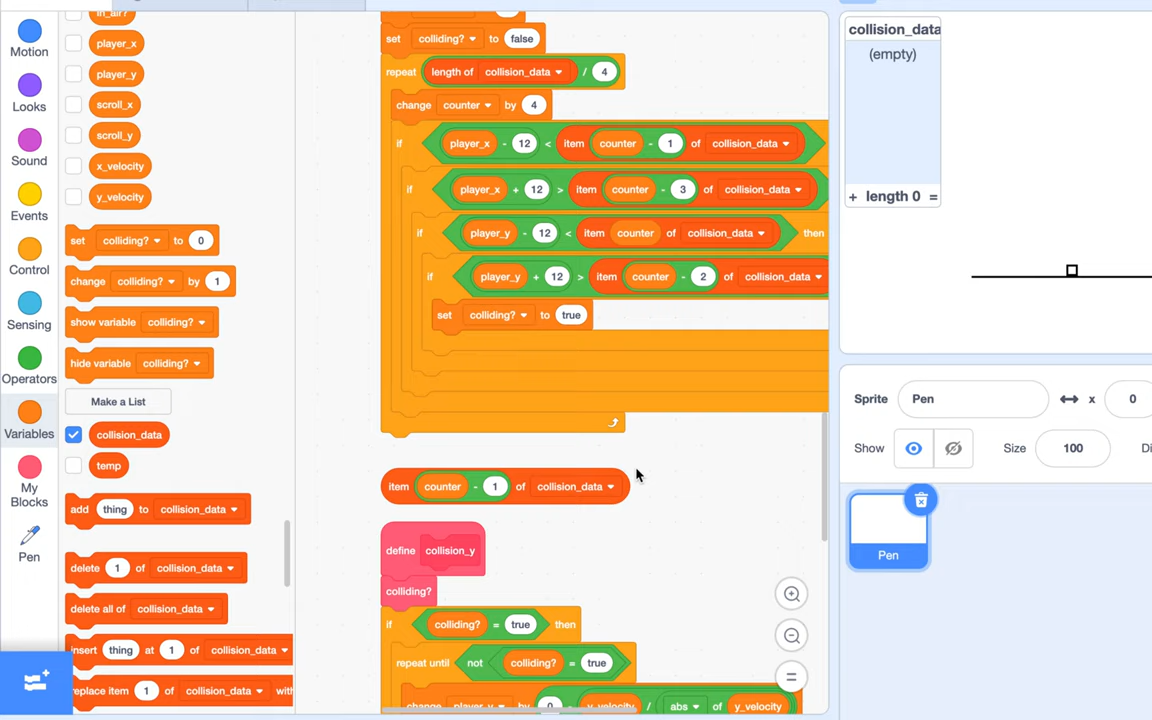 Motion
Looks
Sound
Events
Control
Sensing
Operators
Variables
My
Blocks
Pen
in_air?
player_x
player_y
scroll_x
scroll_y
x_velocity
y_velocity
set colliding? to 0
change colliding? by 1
show variable colliding?
hide variable colliding?
Make a List
collision_data
temp
add thing to collision_data
delete 1 of collision_data
delete all of collision_data
insert thing at 1 of collision_data
replace item 1 of collision_data with
set colliding? to false
repeat length of collision_data / 4
change counter by 4
if player_x - 12 < item counter - 1 of collision_data
if player_x + 12 > item counter - 3 of collision_data
if player_y - 12 < item counter of collision_data then
if player_y + 12 > item counter - 2 of collision_data
set colliding? to true
item counter - 1 of collision_data
define collision_y
colliding?
if colliding? = true then
repeat until not colliding? = true
change player_y by 0 - y_velocity / abs of y_velocity
collision_data
(empty)
+ length 0 =
Sprite Pen x 0
Show Size 100 Di
Pen